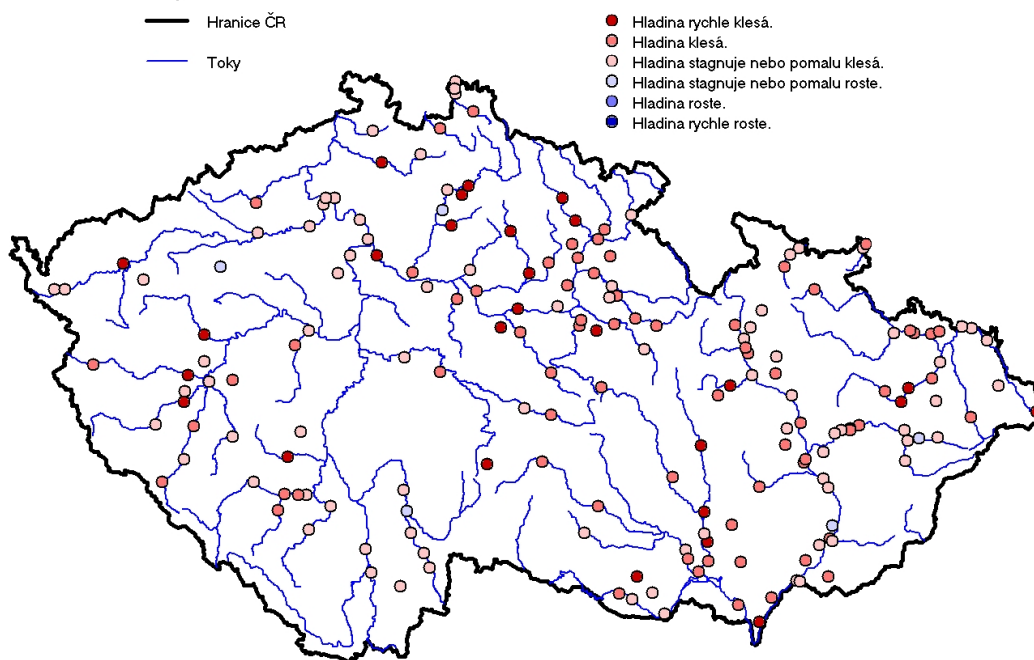 Hranice ČR
Toky
Hladina rychle klesá.
Hladina klesá.
Hladina stagnuje nebo pomalu klesá.
Hladina stagnuje nebo pomalu roste.
Hladina roste.
Hladina rychle roste.